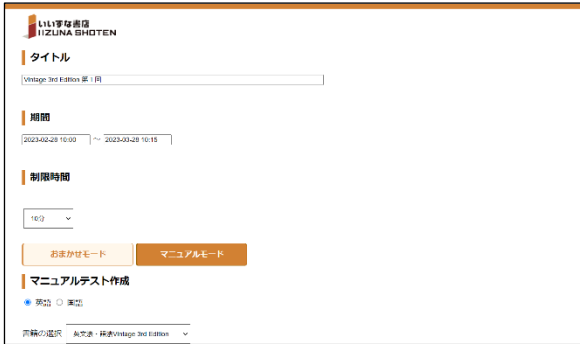 いいずな書店
IIZUNA SHOTEN
タイトル
Vintage 3rd Edition 第1回
期間
2023-02-28 10:00 ～ 2023-03-28 10:15
制限時間
10分
おまかせモード マニュアルモード
マニュアルテスト作成
英語 国語
書籍の選択 英文法・語法Vintage 3rd Edition